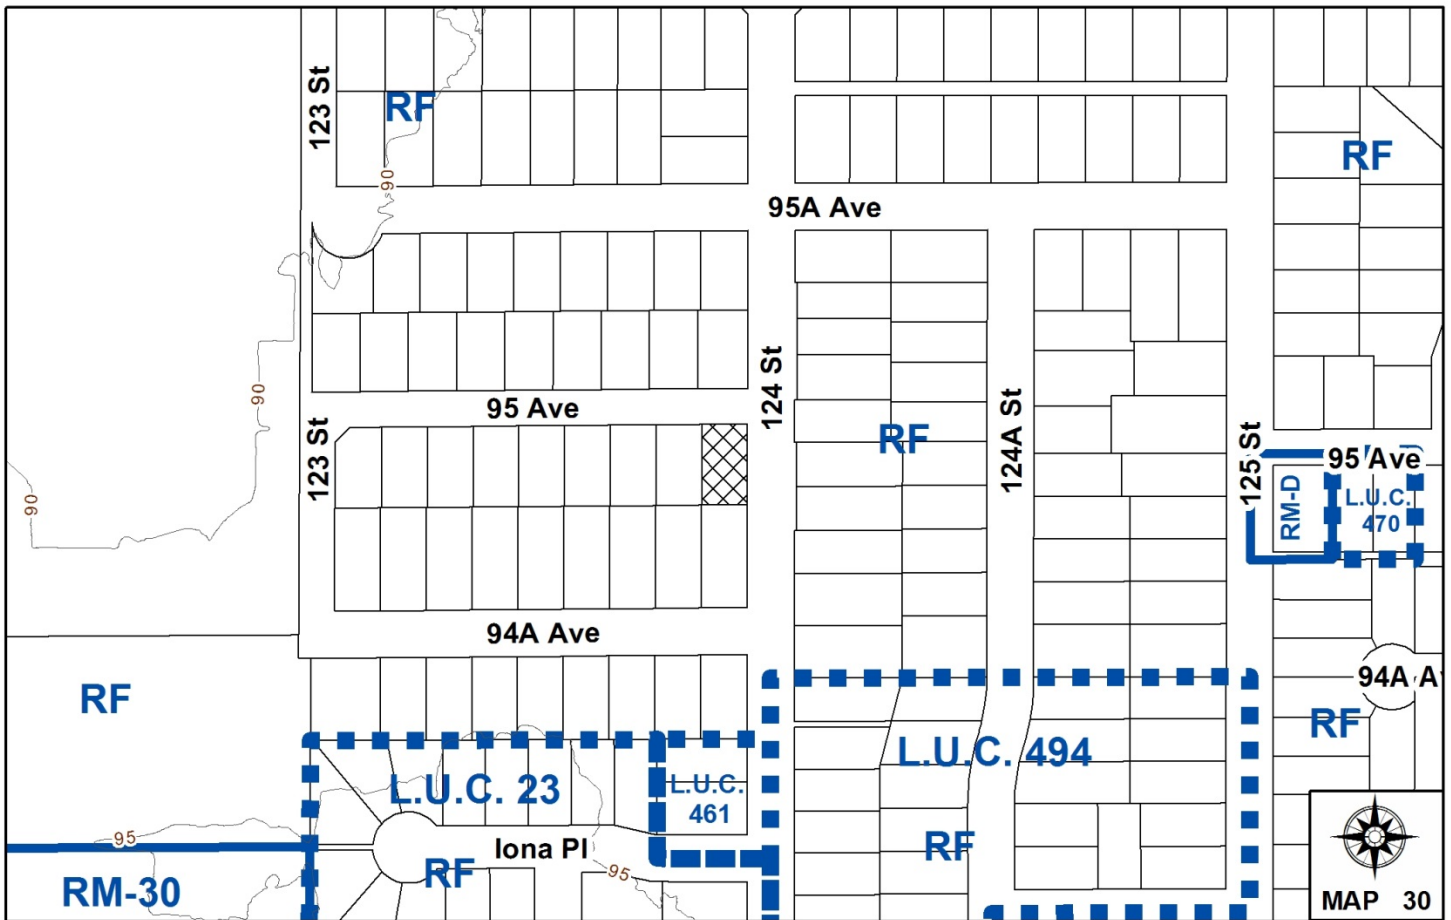 123 St
RF
90
RF
95A Ave
90
124 St
95 Ave
124A St
RF
123 St
125 St
95 Ave
90
RM-D
L.U.C.
470
94A Ave
RF
94A A
RF
L.U.C. 494
L.U.C. 23
L.U.C.
461
95
Iona Pl
RF
RF
95
RM-30
MAP 30